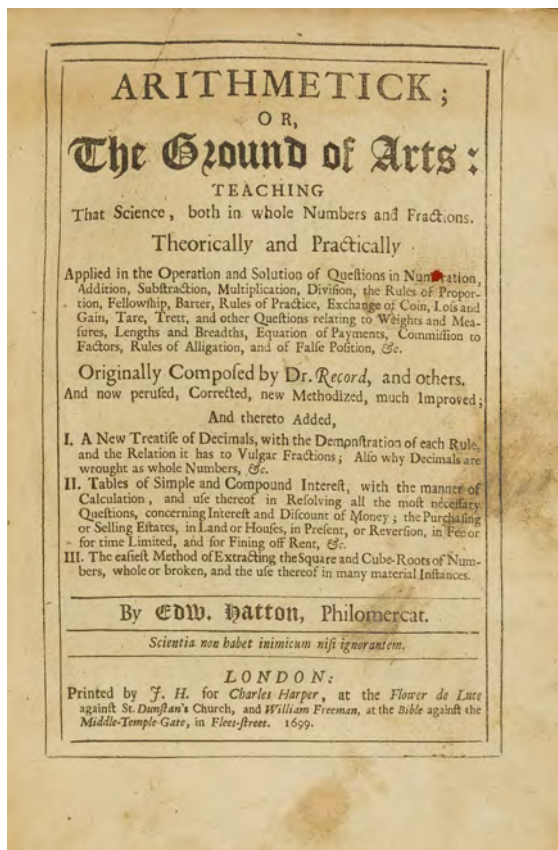 ARITHMETICK;
OR,
The Ground of Arts:
TEACHING
That Science, both in whole Numbers and Fractions.
Theorically and Practically
Applied in the Operation and Solution of Queſtions in Numeration,
Addition, Subſtraction, Multiplication, Diviſion, the Rules of Propor-
tion, Fellowſhip, Barter, Rules of Practice, Exchange of Coin, Loſs and
Gain, Tare, Trett, and other Queſtions relating to Weights and Mea-
ſures, Lengths and Breadths, Equation of Payments, Commiſſion to
Factors, Rules of Alligation, and of Falſe Poſition, &c.
Originally Compoſed by Dr. Record, and others.
And now peruſed, Corrected, new Methodized, much Improved;
And thereto Added,
I. A New Treatiſe of Decimals, with the Demonſtration of each Rule,
and the Relation it has to Vulgar Fractions; Alſo why Decimals are
wrought as whole Numbers, &c.
II. Tables of Simple and Compound Intereſt, with the manner of
Calculation, and uſe thereof in Reſolving all the moſt neceſſary
Queſtions, concerning Intereſt and Diſcount of Money; the Purchaſing
or Selling Eſtates, in Land or Houſes, in Preſent, or Reverſion, in Fee or
for time Limited, and for Fining off Rent, &c.
III. The eaſieſt Method of Extracting the Square and Cube-Roots of Num-
bers, whole or broken, and the uſe thereof in many material Inſtances.
By EDW. Hatton, Philomercat.
Scientia non habet inimicum niſi ignorantem.
LONDON:
Printed by J. H. for Charles Harper, at the Flower de Luce
againſt St. Dunſtan's Church, and William Freeman, at the Bible againſt the
Middle-Temple-Gate, in Fleet-ſtreet. 1699.